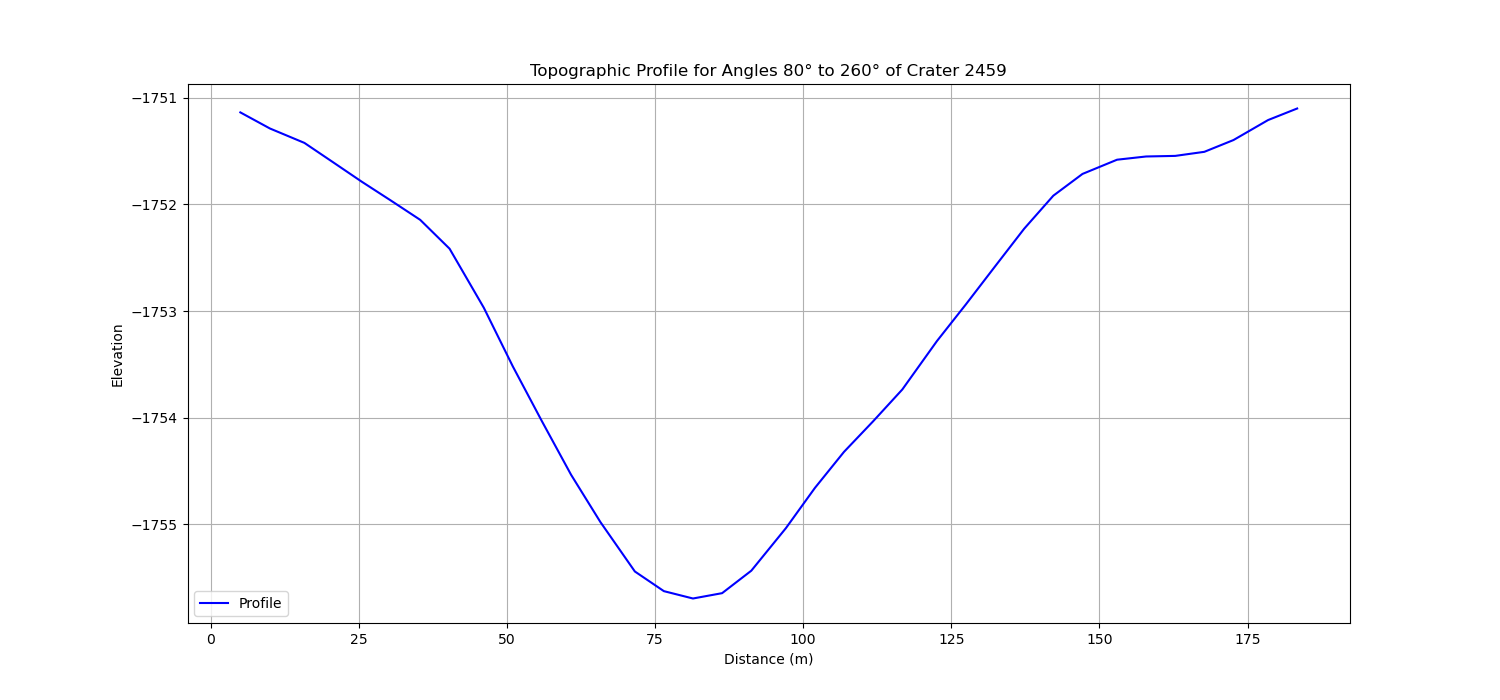 Topographic Profile for Angles 80° to 260° of Crater 2459
−1751
−1752
−1753
−1754
−1755
Elevation
Profile
0 25 50 75 100 125 150 175
Distance (m)